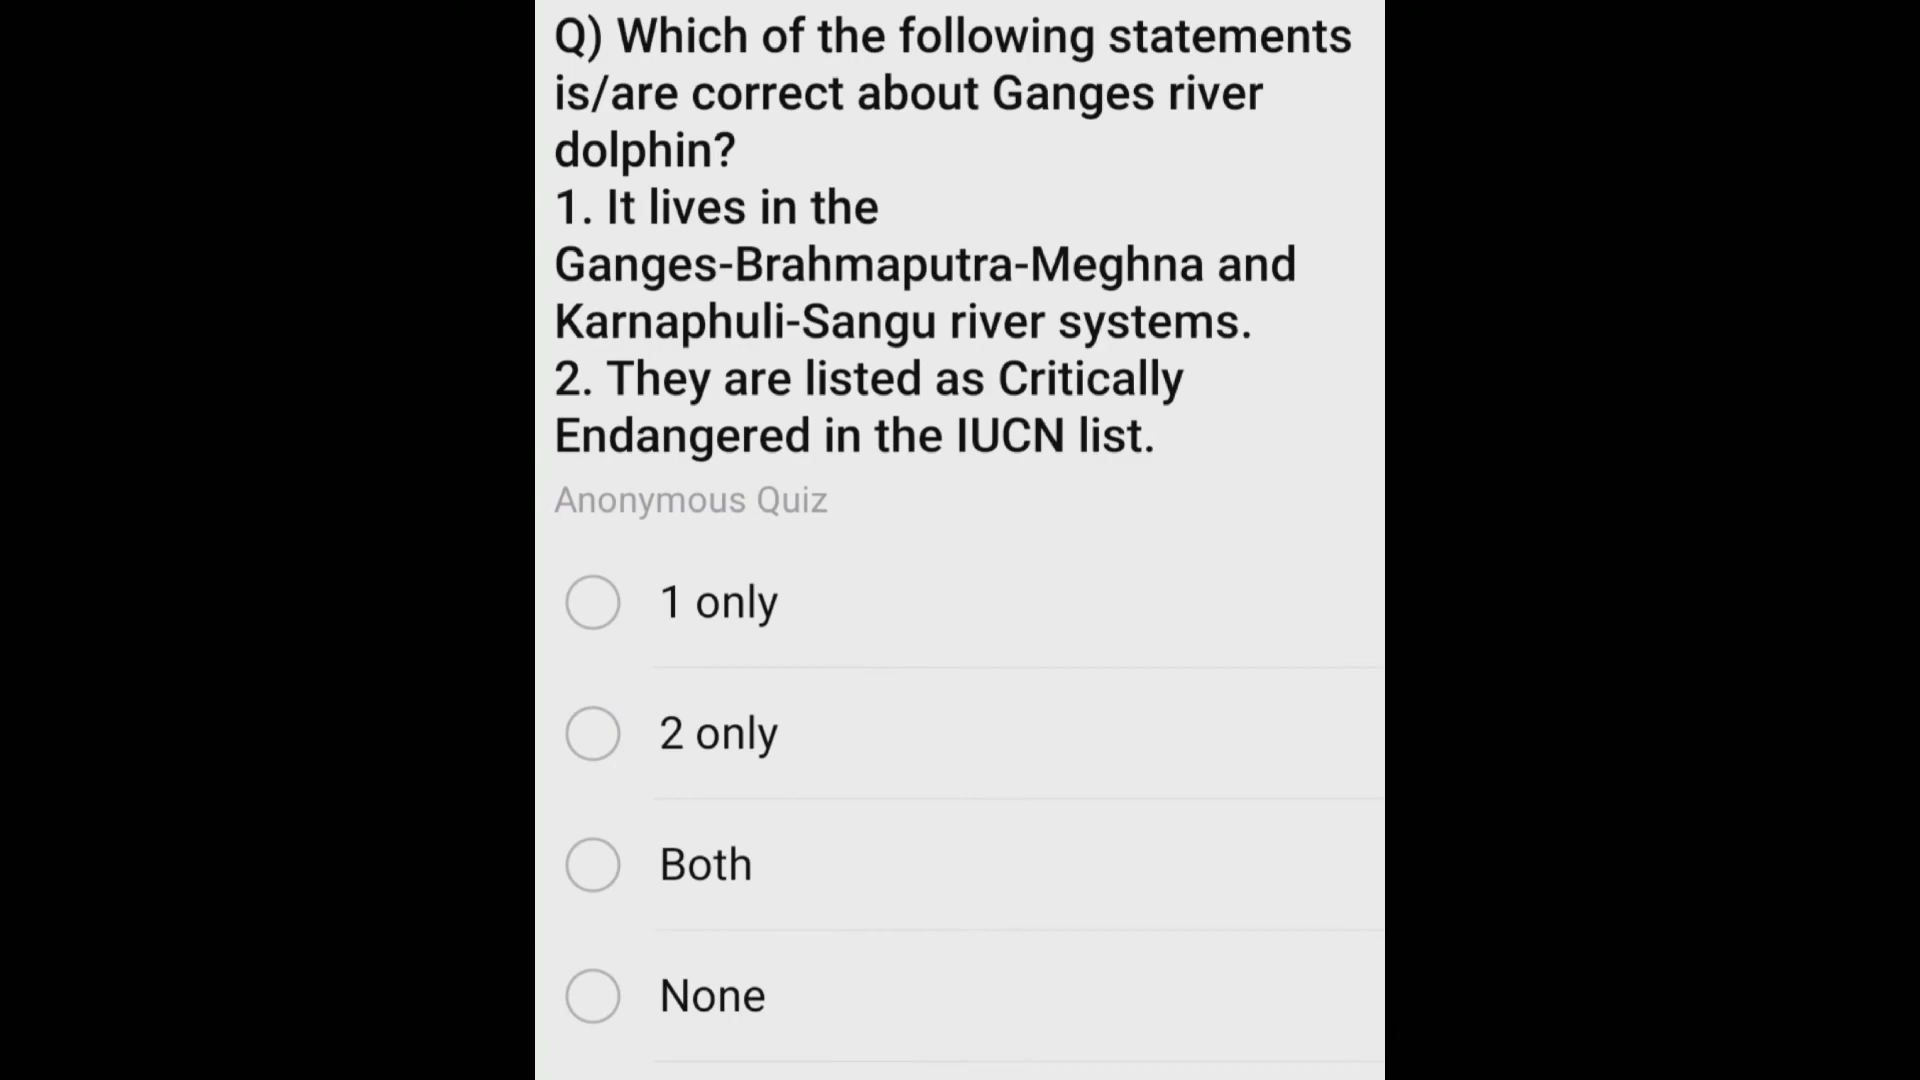 Q) Which of the following statements
is/are correct about Ganges river
dolphin?
1. It lives in the
Ganges-Brahmaputra-Meghna and
Karnaphuli-Sangu river systems.
2. They are listed as Critically
Endangered in the IUCN list.
Anonymous Quiz
1 only
2 only
Both
None